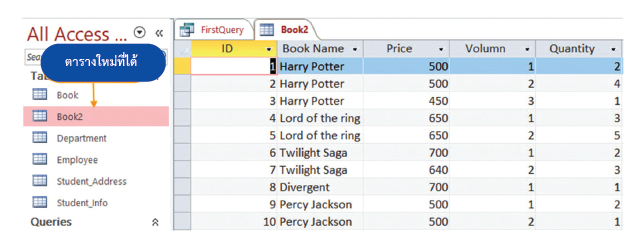 All Access ... «
FirstQuery Book2
Sea
ตารางใหม่ที่ได้
Ta
Book
Book2
Department
Employee
Student_Address
Student_Info
Queries
ID Book Name Price Volumn Quantity
1 Harry Potter 500 1 2
2 Harry Potter 500 2 4
3 Harry Potter 450 3 1
4 Lord of the ring 650 1 3
5 Lord of the ring 650 2 5
6 Twilight Saga 700 1 2
7 Twilight Saga 640 2 3
8 Divergent 700 1 1
9 Percy Jackson 500 1 2
10 Percy Jackson 500 2 1